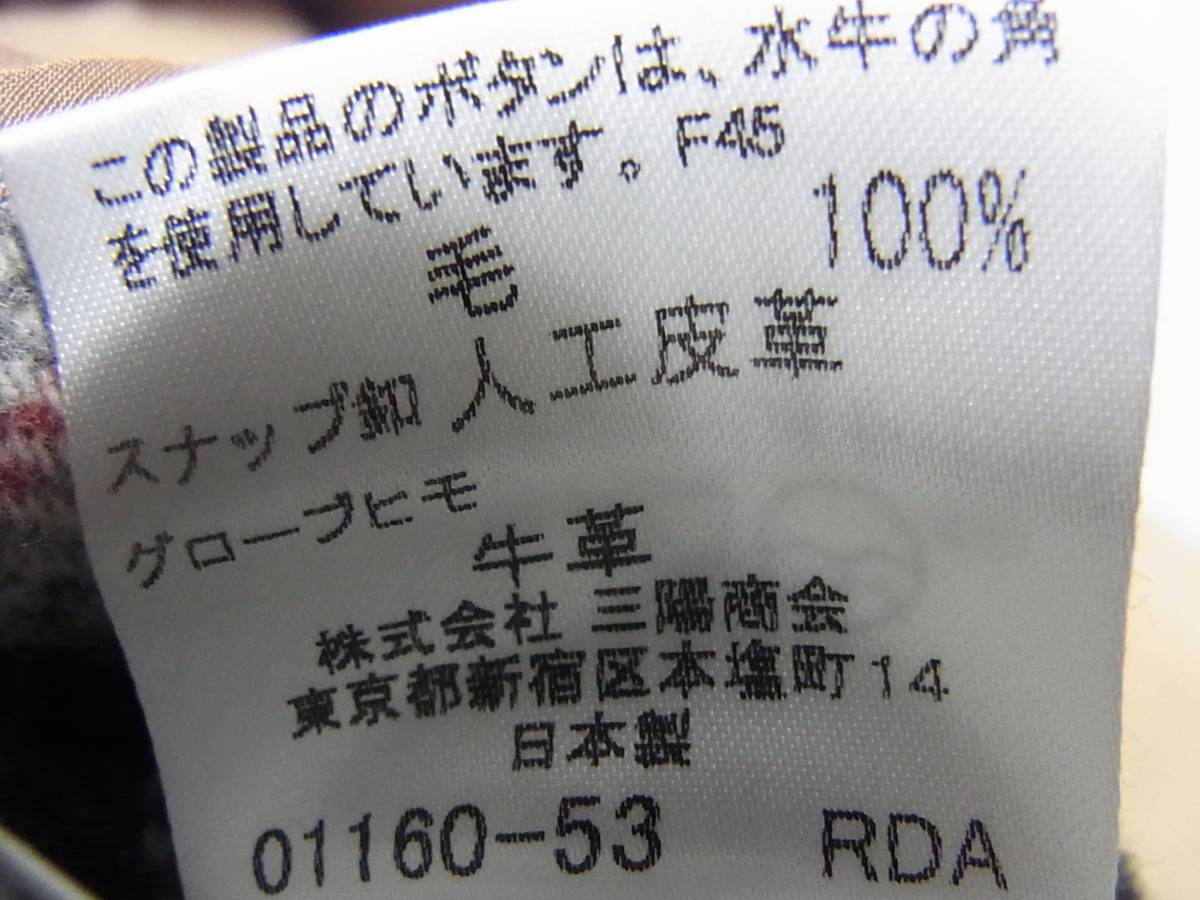 この製品のボタンは、水牛の角
を使用しています。F45
毛 100%
人工皮革
スナップ釦
グローブヒモ
牛革
株式会社 三陽商会
東京都新宿区本塩町14
日本製
01160-53 RDA